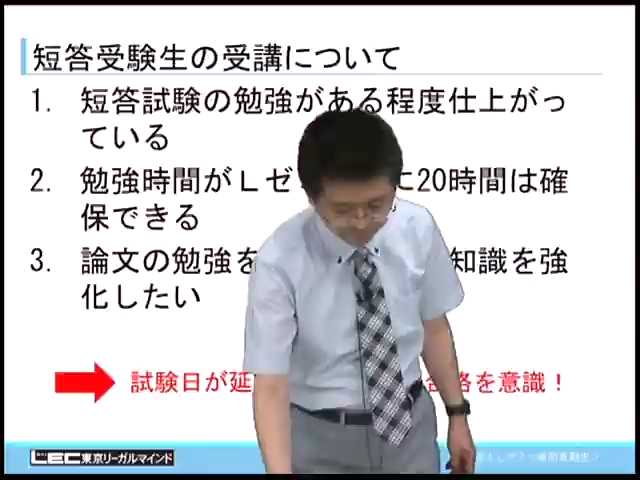 短答受験生の受講について
1. 短答試験の勉強がある程度仕上がっ
ている
2. 勉強時間がLゼ に20時間は確
保できる
3. 論文の勉強を 知識を強
化したい
試験日が延 合格を意識！
LEC東京リーガルマインド